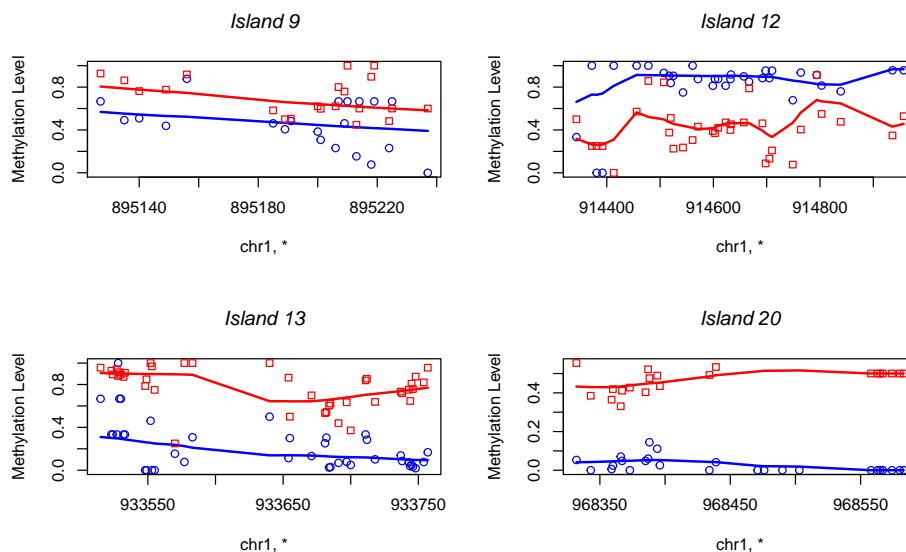 Island 9
Methylation Level
0.0 0.4 0.8
895140 895180 895220
chr1, *
Island 12
Methylation Level
0.0 0.4 0.8
914400 914600 914800
chr1, *
Island 13
Methylation Level
0.0 0.4 0.8
933550 933650 933750
chr1, *
Island 20
Methylation Level
0.0 0.2 0.4
968350 968450 968550
chr1, *